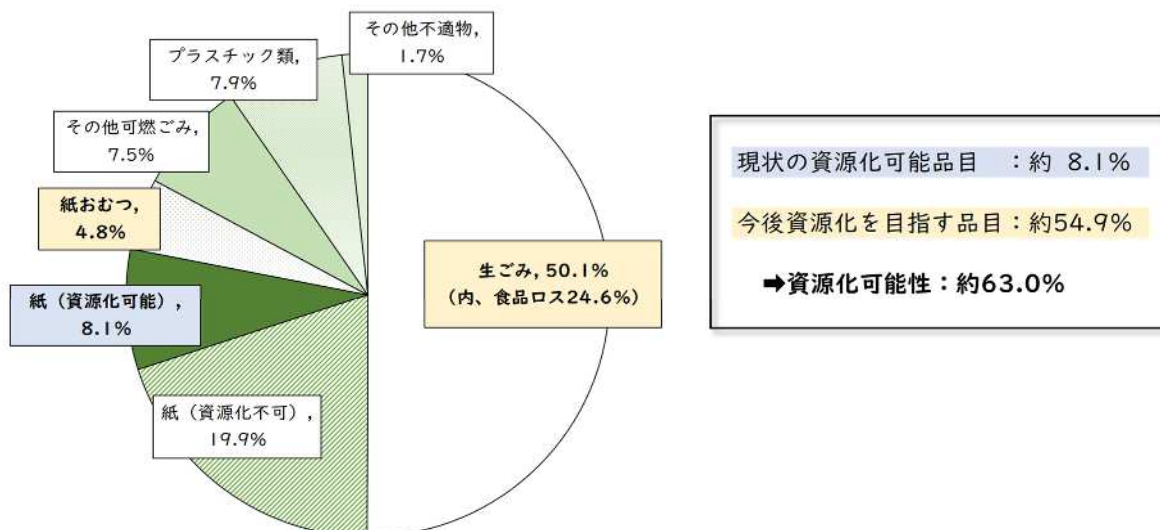 その他不適物,
1.7%
プラスチック類,
7.9%
その他可燃ごみ,
7.5%
紙おむつ,
4.8%
紙（資源化可能）,
8.1%
紙（資源化不可）,
19.9%
生ごみ, 50.1%
（内、食品ロス24.6%）
現状の資源化可能品目　：約 8.1%
今後資源化を目指す品目：約54.9%
➡資源化可能性：約63.0%